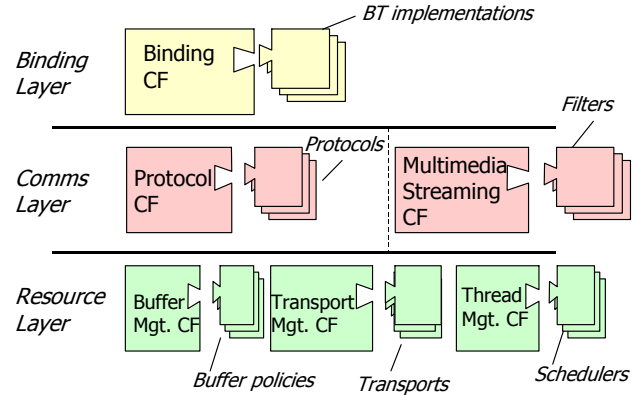 BT implementations
Binding
Layer
Binding
CF
Filters
Protocols
Comms
Layer
Protocol
CF
Multimedia
Streaming
CF
Resource
Layer
Buffer
Mgt. CF
Transport
Mgt. CF
Thread
Mgt. CF
Buffer policies
Transports
Schedulers